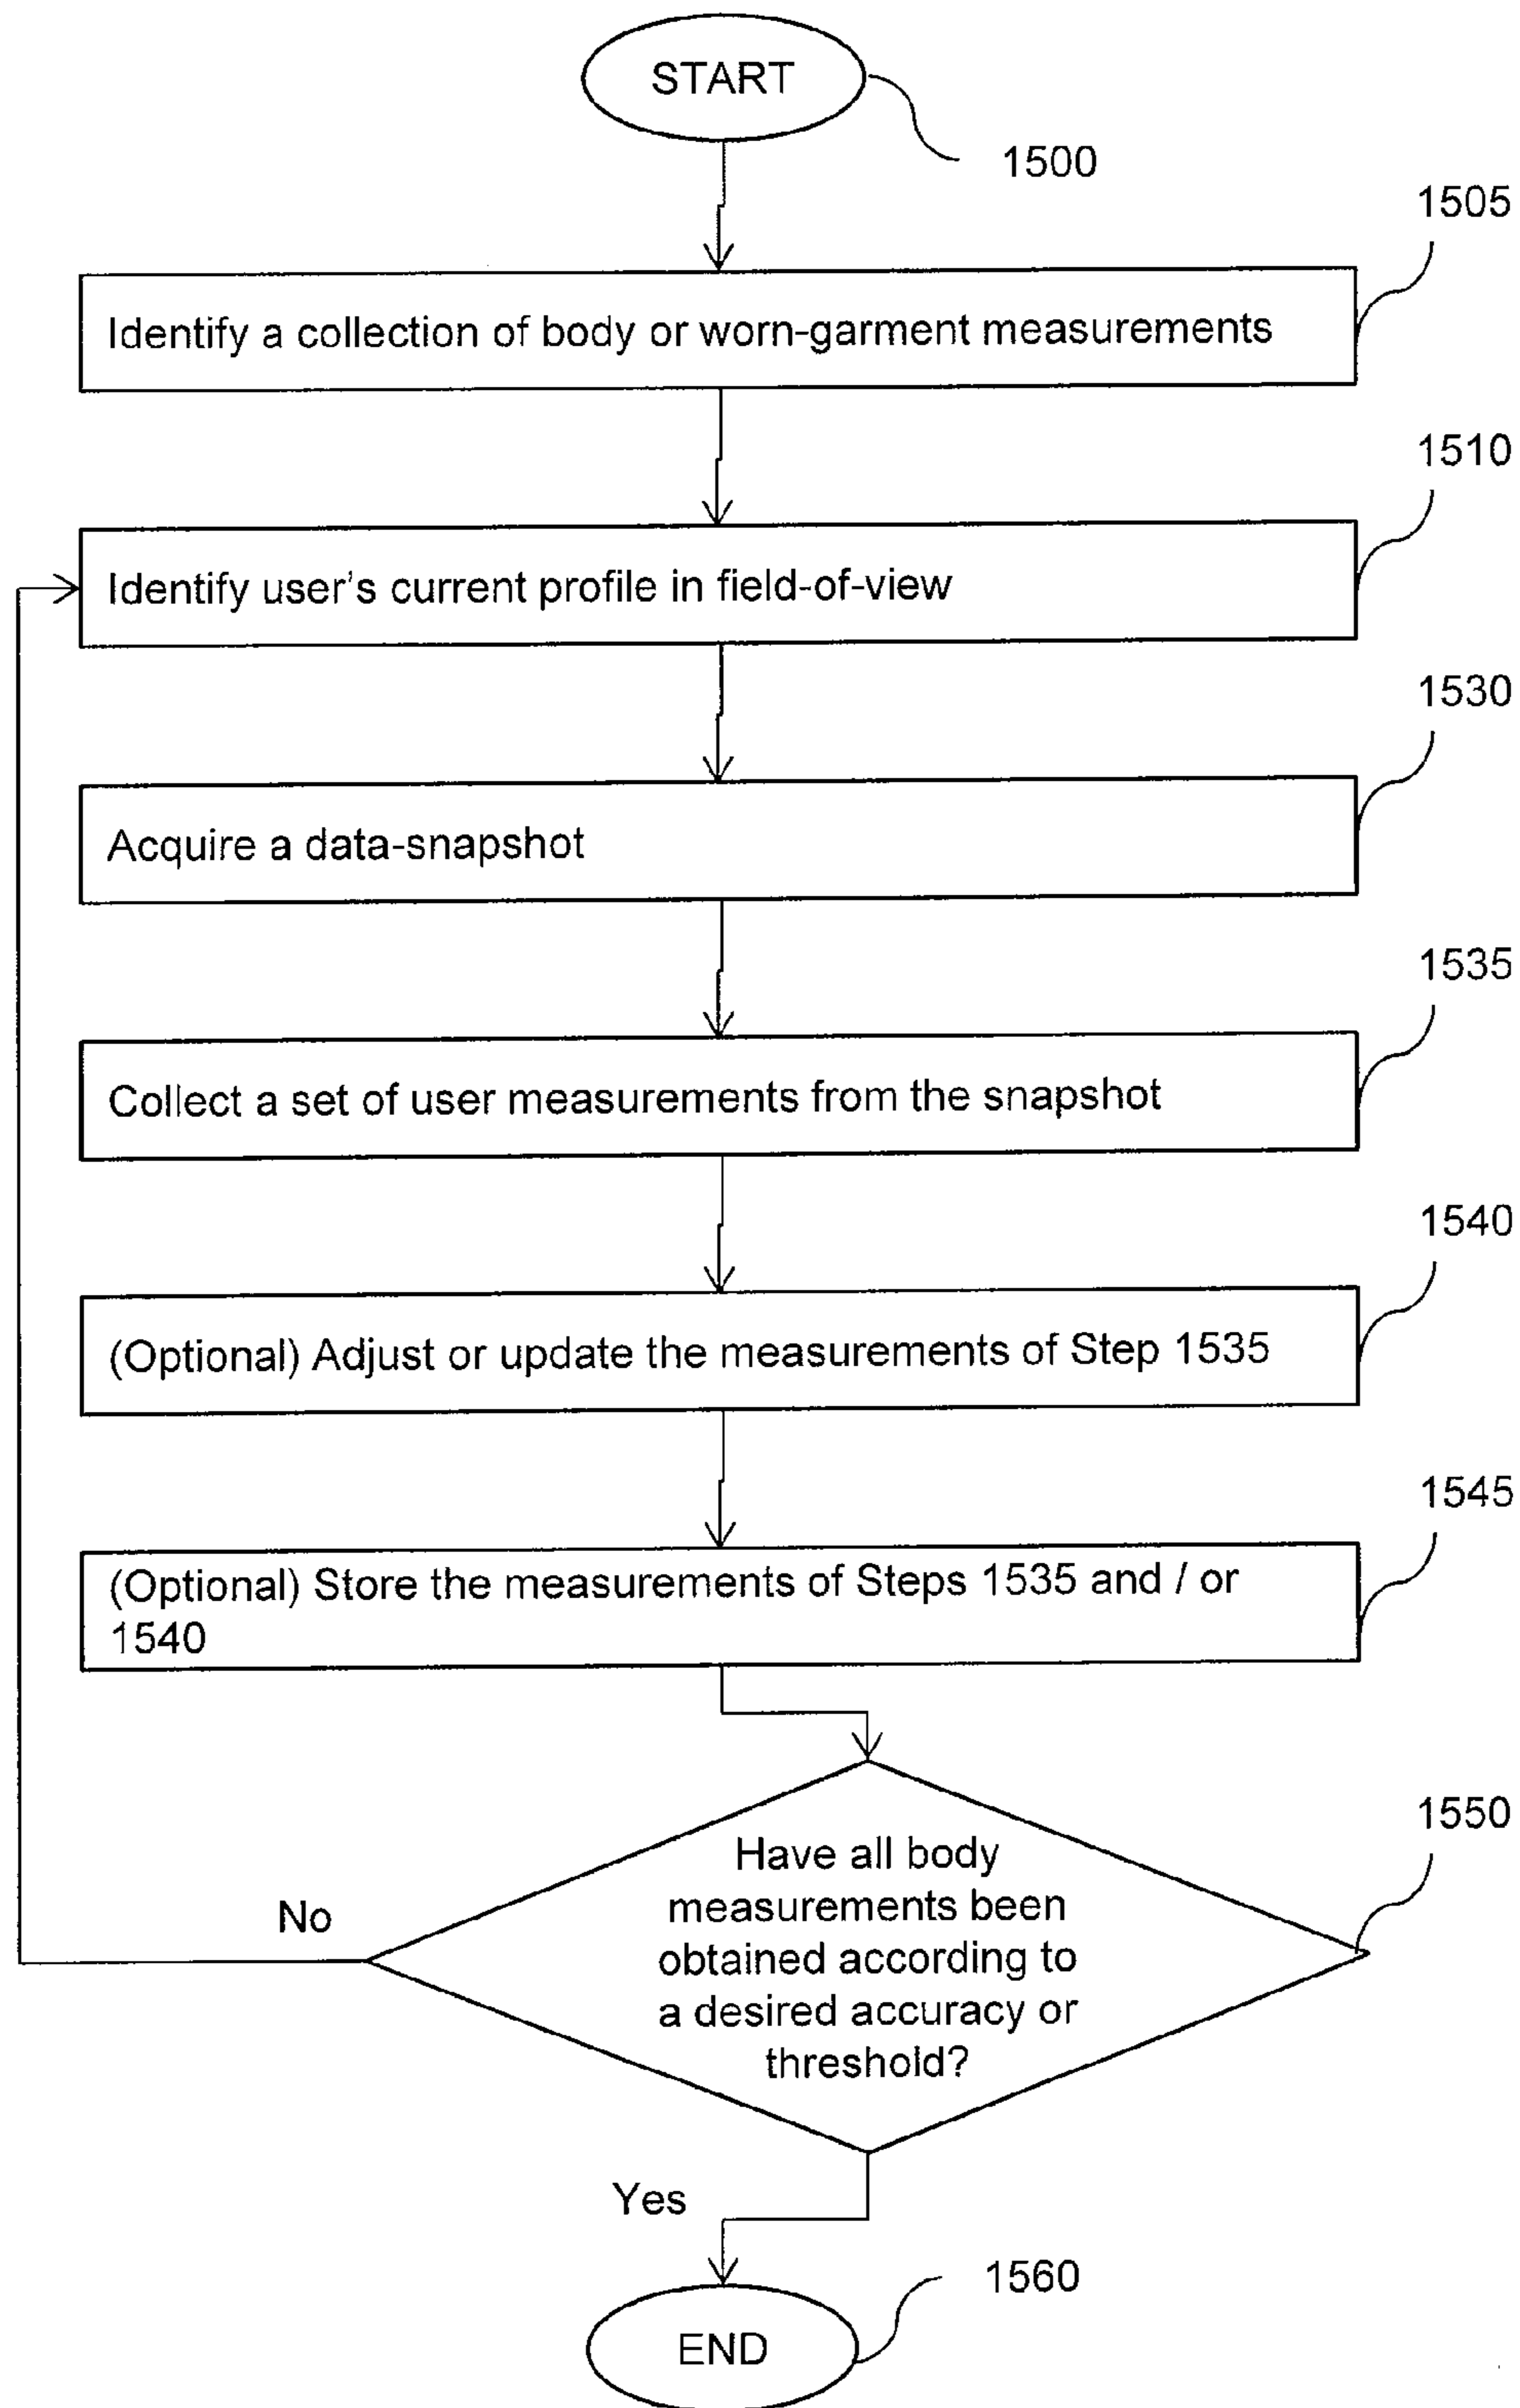 START
1500
1505
Identify a collection of body or worn-garment measurements
1510
Identify user's current profile in field-of-view
1530
Acquire a data-snapshot
1535
Collect a set of user measurements from the snapshot
1540
(Optional) Adjust or update the measurements of Step 1535
1545
(Optional) Store the measurements of Steps 1535 and / or
1540
1550
Have all body
measurements been
obtained according to
a desired accuracy or
threshold?
No
Yes
1560
END